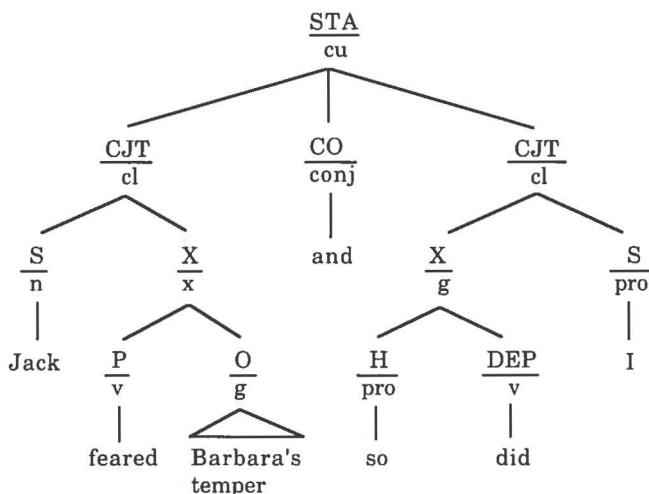 STA
cu
CJT CO CJT
cl conj cl
S X and X S
n x g pro
Jack P O H DEP I
v g pro v
feared Barbara's so did
temper